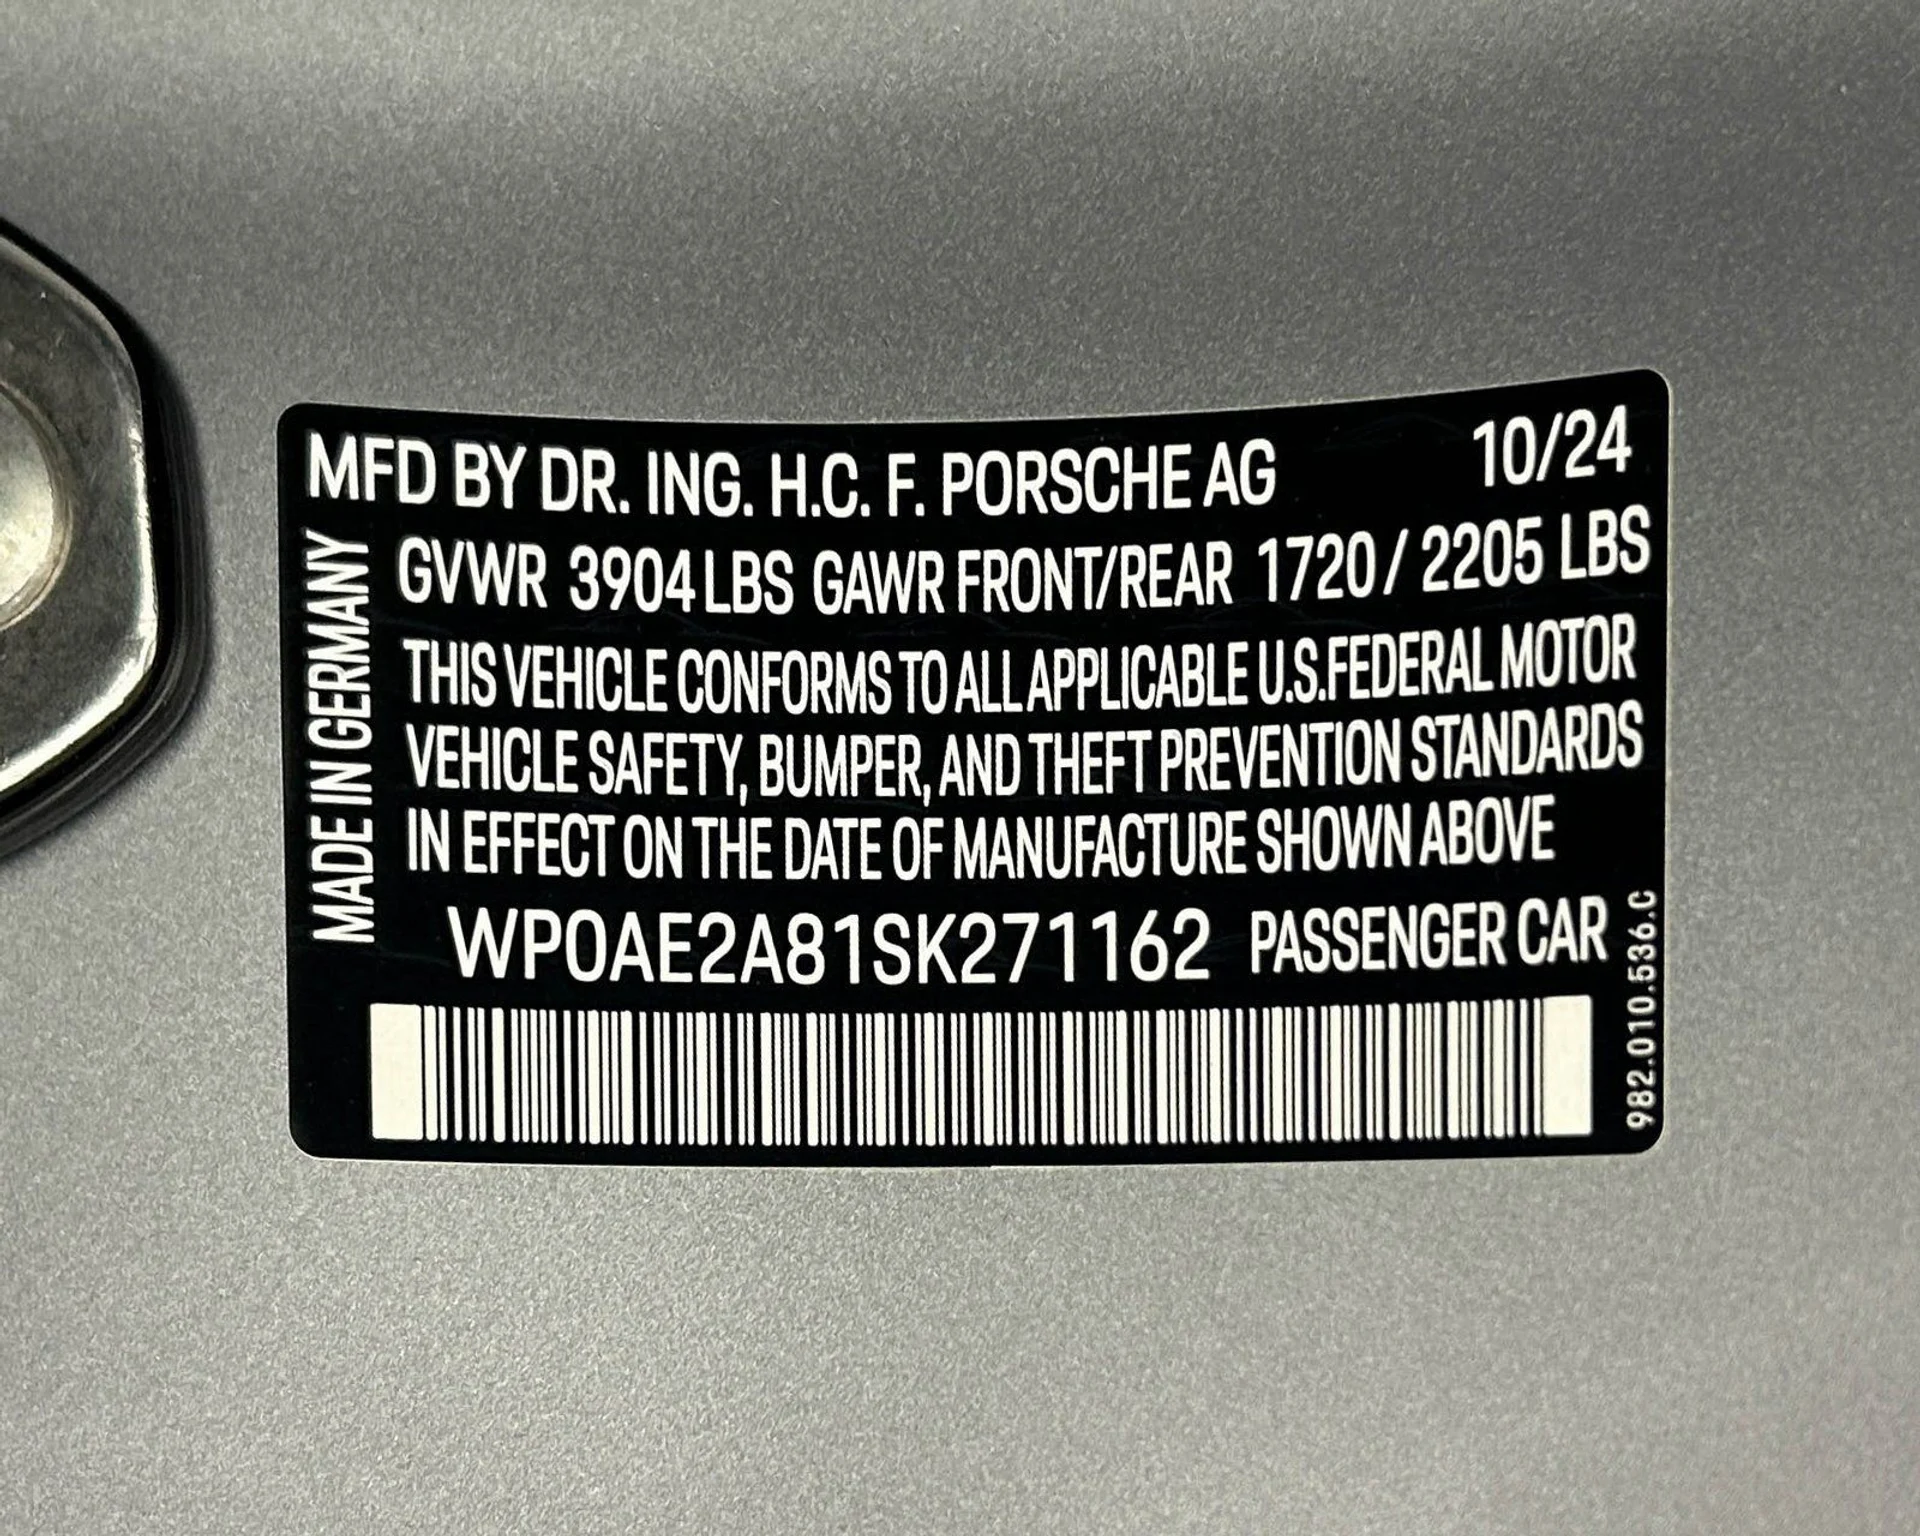 MFD BY DR. ING. H.C. F. PORSCHE AG 10/24
GVWR 3904 LBS GAWR FRONT/REAR 1720 / 2205 LBS
THIS VEHICLE CONFORMS TO ALL APPLICABLE U.S.FEDERAL MOTOR
VEHICLE SAFETY, BUMPER, AND THEFT PREVENTION STANDARDS
IN EFFECT ON THE DATE OF MANUFACTURE SHOWN ABOVE
WP0AE2A81SK271162 PASSENGER CAR
MADE IN GERMANY
982.010.536.C